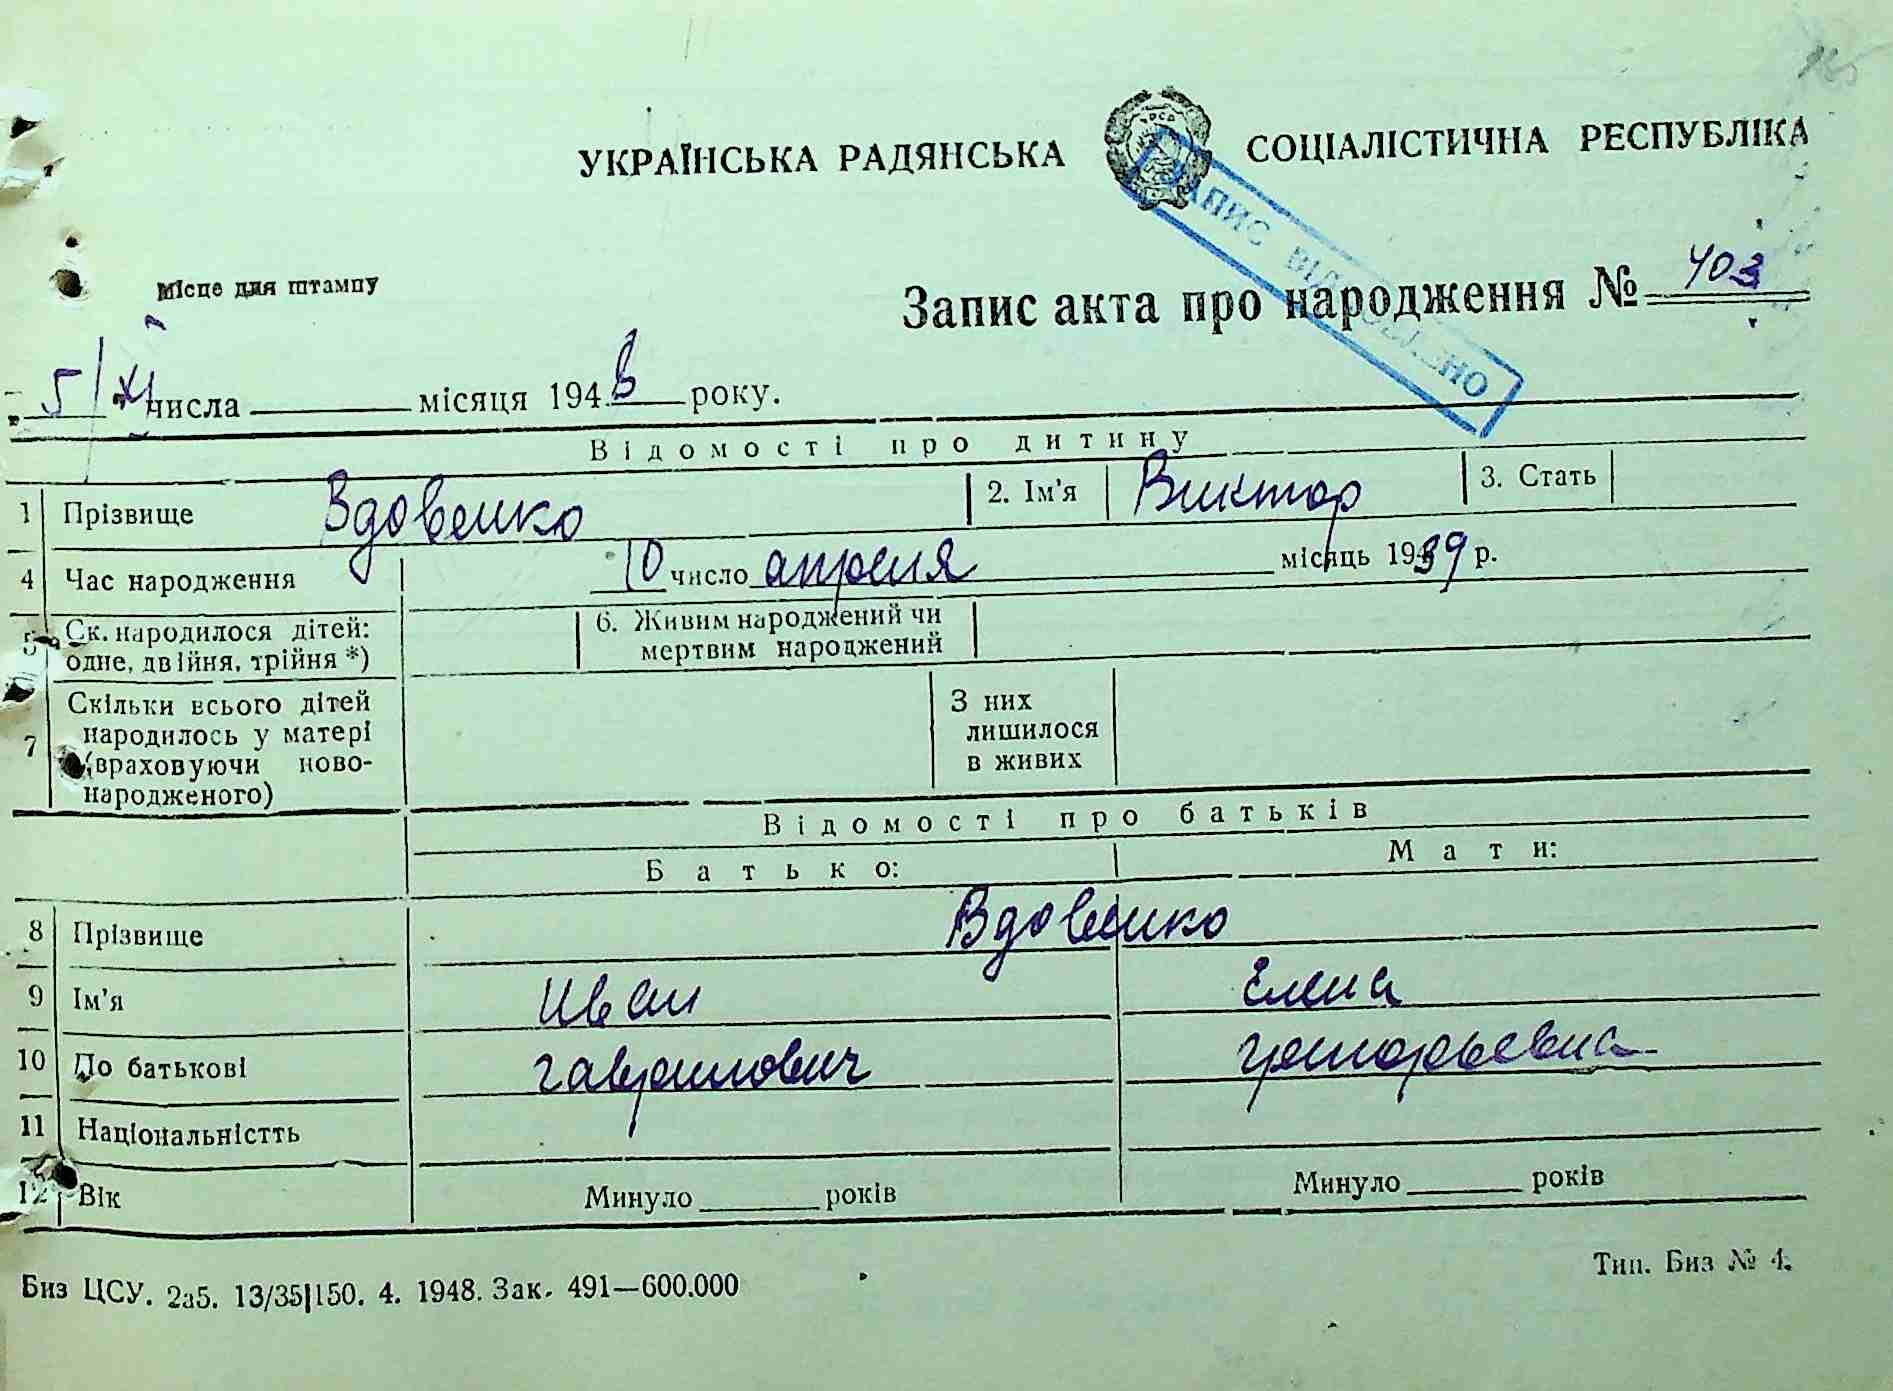 УКРАЇНСЬКА РАДЯНСЬКА СОЦІАЛІСТИЧНА РЕСПУБЛІКА
ЗАПИС ВІДНОВЛЕНО
Місце для штампу
Запис акта про народження № 403
5/XI числа місяця 1948 року.
Відомості про дитину
1 Прізвище Вдовенко 2. Ім'я Виктор 3. Стать
4 Час народження 10 число апреля місяць 1939 р.
5 Ск. народилося дітей: одне, двійня, трійня *) 6. Живим народжений чи мертвим народжений
7 Скільки всього дітей народилось у матері (враховуючи ново-народженого) З них лишилося в живих
Відомості про батьків
Батько: Мати:
8 Прізвище Вдовенко
9 Ім'я Иван Елена
10 По батькові Гаврилович Григорьевна
11 Національністть
12 Вік Минуло років Минуло років
Биз ЦСУ. 2а5. 13/35|150. 4. 1948. Зак. 491—600.000 Тип. Биз № 4.